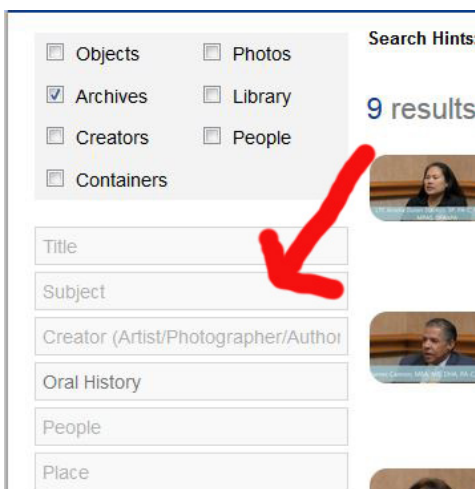 Search Hints:
Objects
Photos
Archives
Library
Creators
People
Containers
9 results
Title
Subject
Creator (Artist/Photographer/Author
Oral History
People
Place